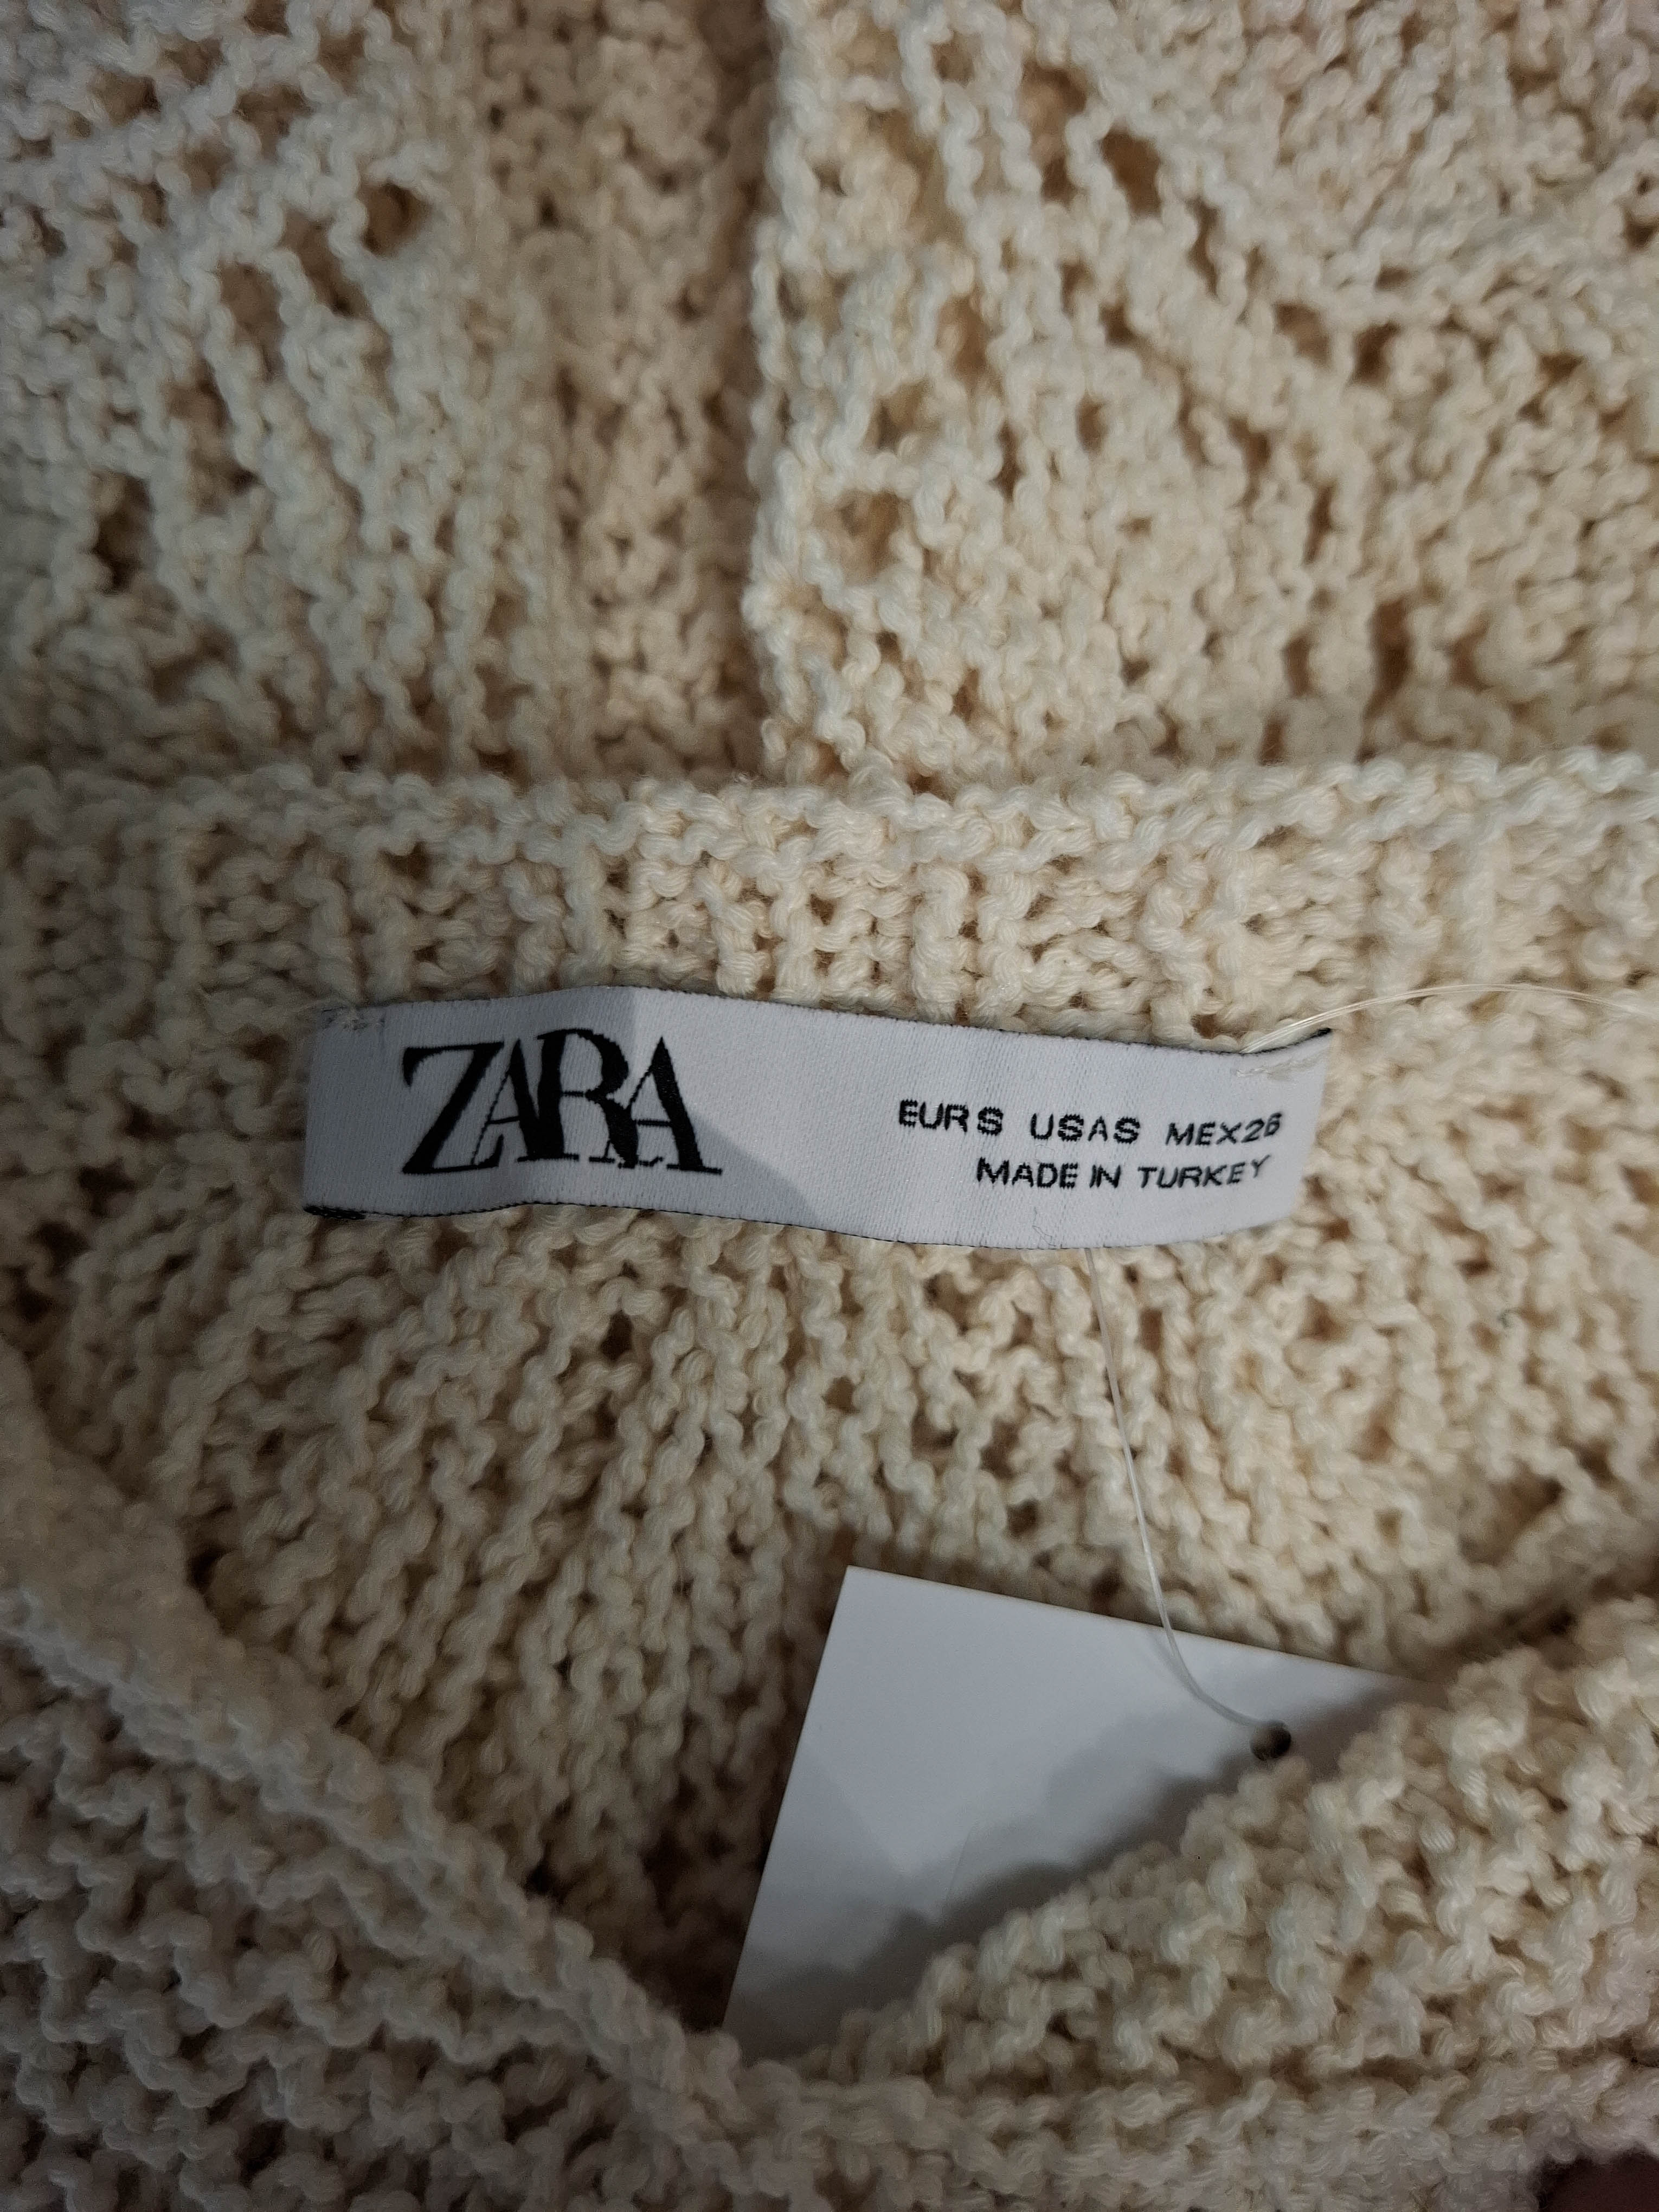 ZARA
EUR S USA S MEX 26
MADE IN TURKEY